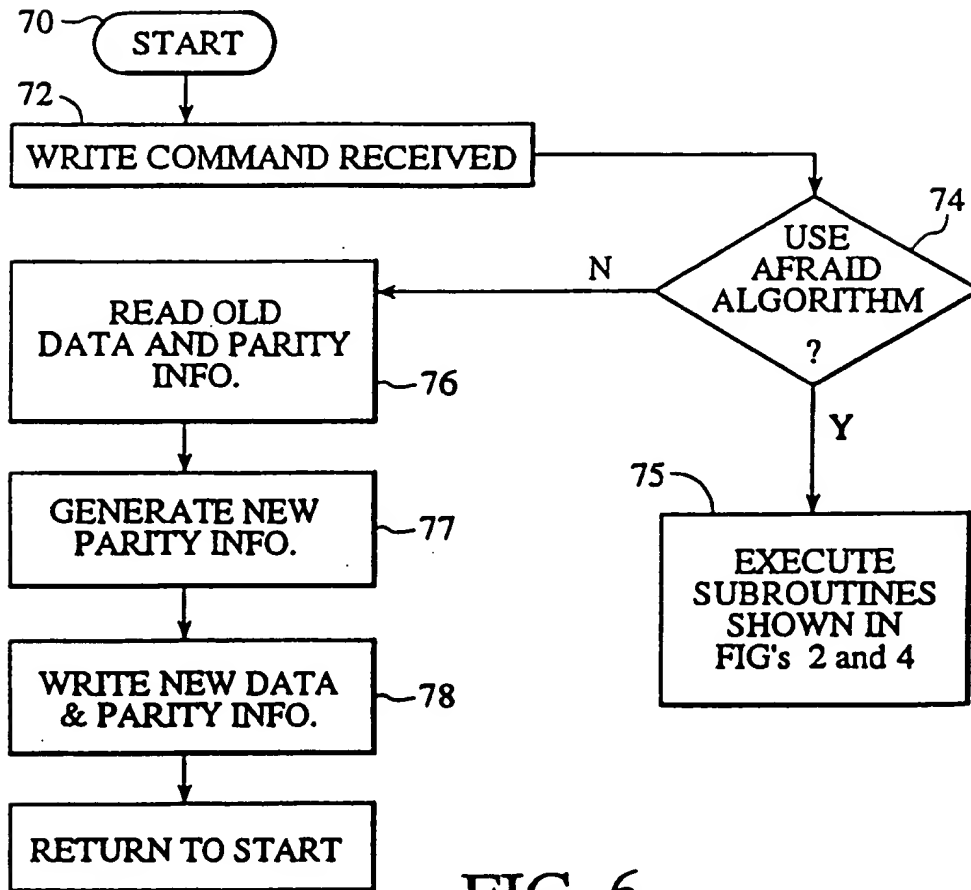 70
START
72
WRITE COMMAND RECEIVED
74
USE
AFRAID
ALGORITHM
?
N
Y
READ OLD
DATA AND PARITY
INFO.
76
75
EXECUTE
SUBROUTINES
SHOWN IN
FIG's 2 and 4
GENERATE NEW
PARITY INFO.
77
WRITE NEW DATA
& PARITY INFO.
78
RETURN TO START
FIG. 6